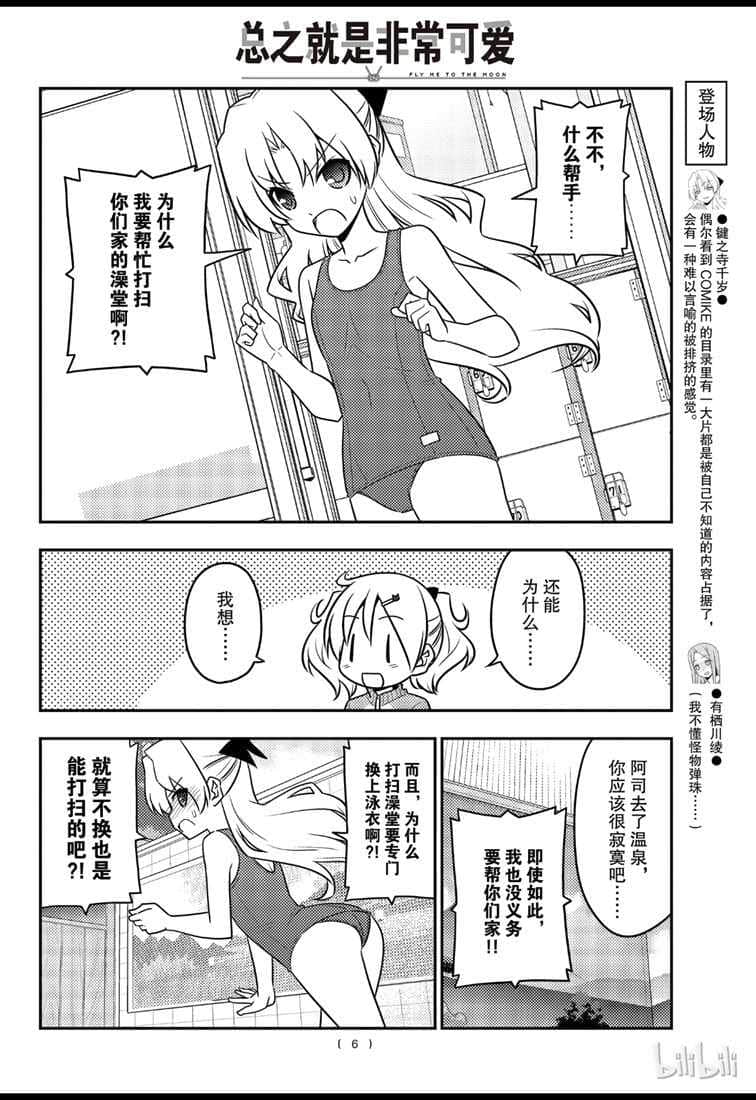 总之就是非常可爱
FLY ME TO THE MOON
登场人物
●键之寺千岁●
偶尔看到COMIKE的目录里有一大片都是被自己不知道的内容占据了，
会有一种难以言喻的被排挤的感觉。
●有栖川绫●
（我不懂怪物弹珠……）
不不，
什么帮手……
为什么
我要帮忙打扫
你们家的澡堂啊?!
还能
为什么……
我想……
阿司去了温泉，
你应该很寂寞吧……
即使如此，
我也没义务
要帮你们家!!
而且，为什么
打扫澡堂要专门
换上泳衣啊?!
就算不换也是
能打扫的吧?!
71
(6)
bilibili